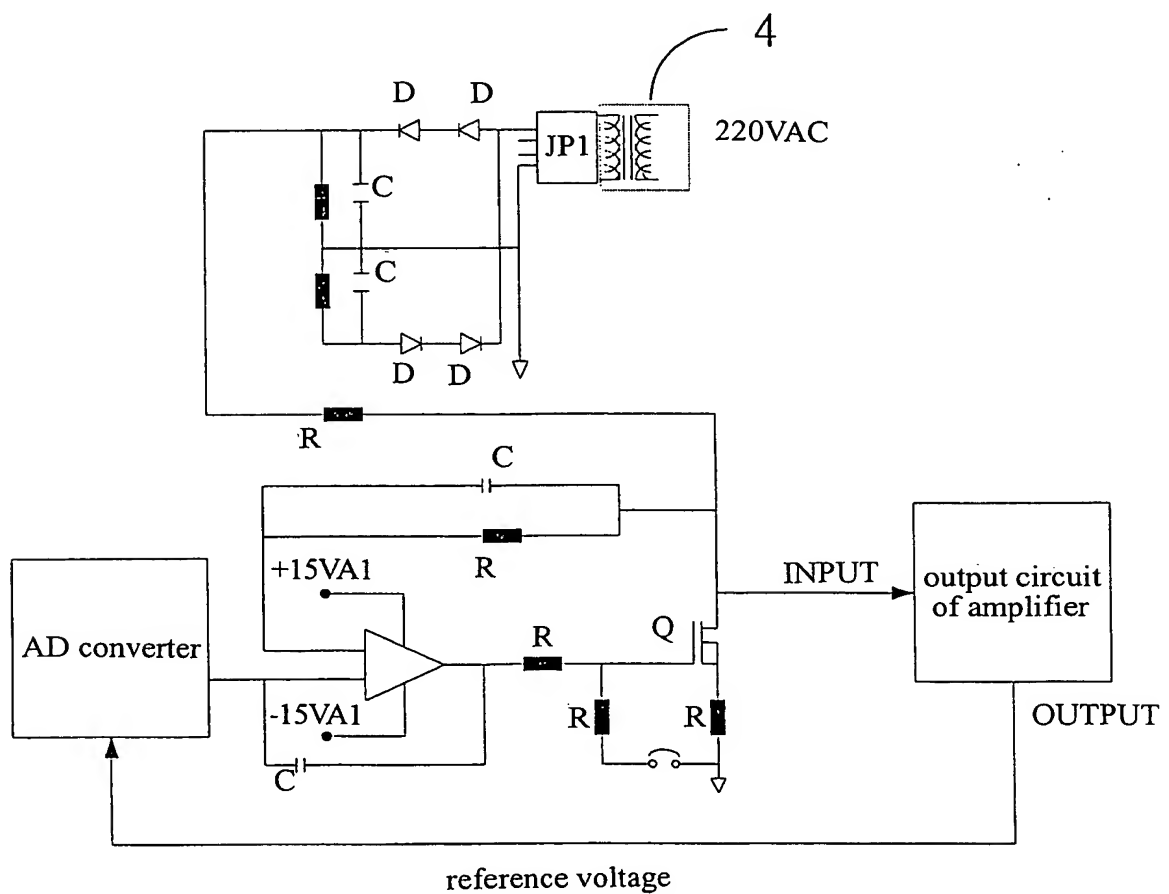 4
D D
JP1
220VAC
C
C
D D
R
C
R
+15VA1
INPUT
output circuit
of amplifier
AD converter
R
Q
-15VA1
R
R
OUTPUT
C
reference voltage